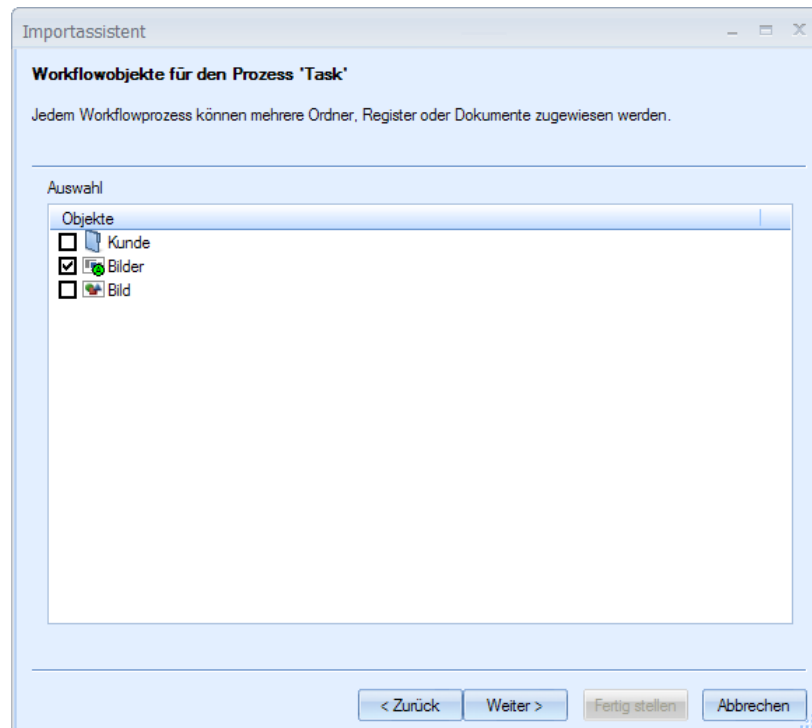 Importassistent
Workflowobjekte für den Prozess 'Task'
Jedem Workflowprozess können mehrere Ordner, Register oder Dokumente zugewiesen werden.
Auswahl
Objekte
Kunde
Bilder
Bild
< Zurück
Weiter >
Fertig stellen
Abbrechen